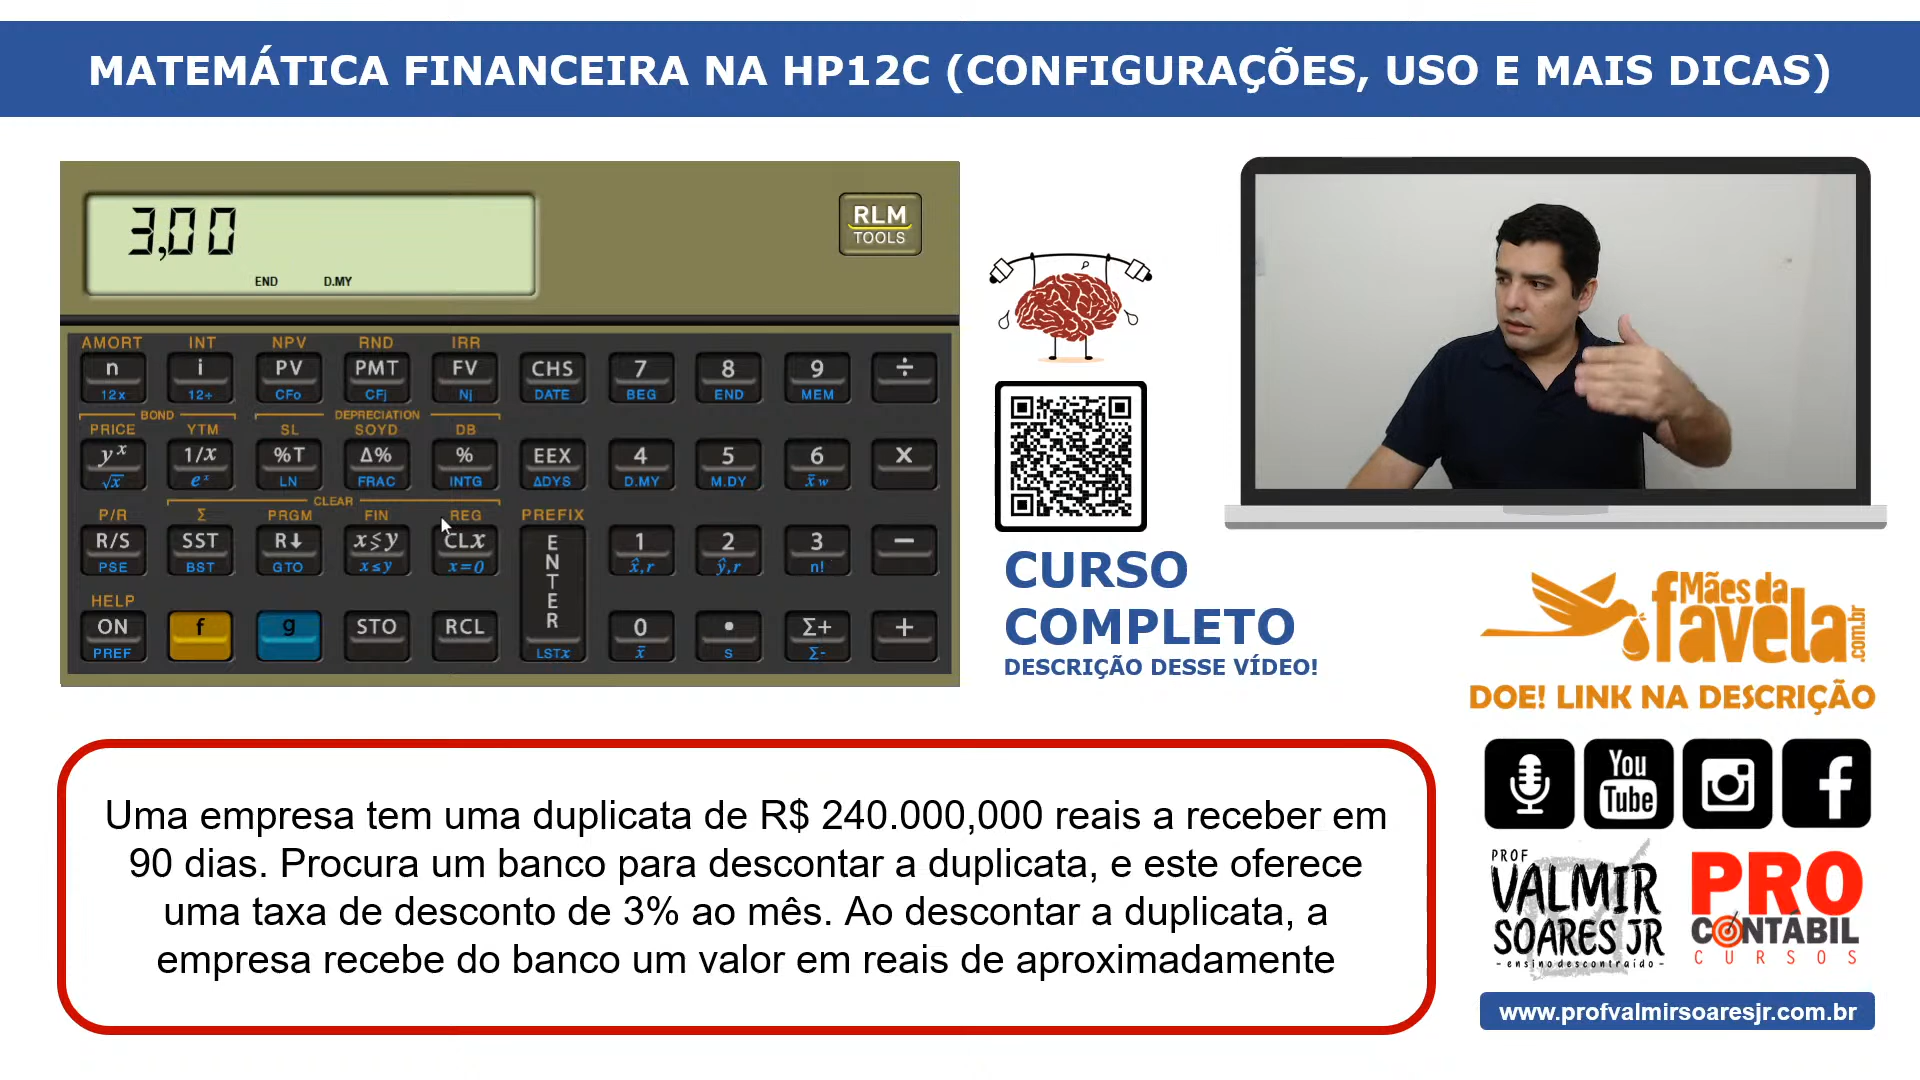 MATEMÁTICA FINANCEIRA NA HP12C (CONFIGURAÇÕES, USO E MAIS DICAS)
3,00
END D.MY
RLM
TOOLS
AMORT INT NPV RND IRR
n i PV PMT FV CHS 7 8 9 ÷
12x 12÷ CFo CFj Nj DATE BEG END MEM
BOND DEPRECIATION
PRICE YTM SL SOYD DB
y^x 1/x %T Δ% % EEX 4 5 6 x
√x e^x LN FRAC INTG ΔDYS D.MY M.DY x̄w
CLEAR
P/R Σ PRGM FIN REG PREFIX
R/S SST R↓ x≶y CLx ENTER 1 2 3 −
PSE BST GTO x≤y x=0 x̂,r ŷ,r n!
HELP
ON f g STO RCL 0 • Σ+ +
PREF LSTx x̄ s Σ-
CURSO
COMPLETO
DESCRIÇÃO DESSE VÍDEO!
Mães da
favela
.com.br
DOE! LINK NA DESCRIÇÃO
You
Tube
f
Uma empresa tem uma duplicata de R$ 240.000,000 reais a receber em
90 dias. Procura um banco para descontar a duplicata, e este oferece
uma taxa de desconto de 3% ao mês. Ao descontar a duplicata, a
empresa recebe do banco um valor em reais de aproximadamente
PROF
VALMIR
SOARES JR
- ensino descontraído -
PRO
CONTÁBIL
CURSOS
www.profvalmirsoaresjr.com.br